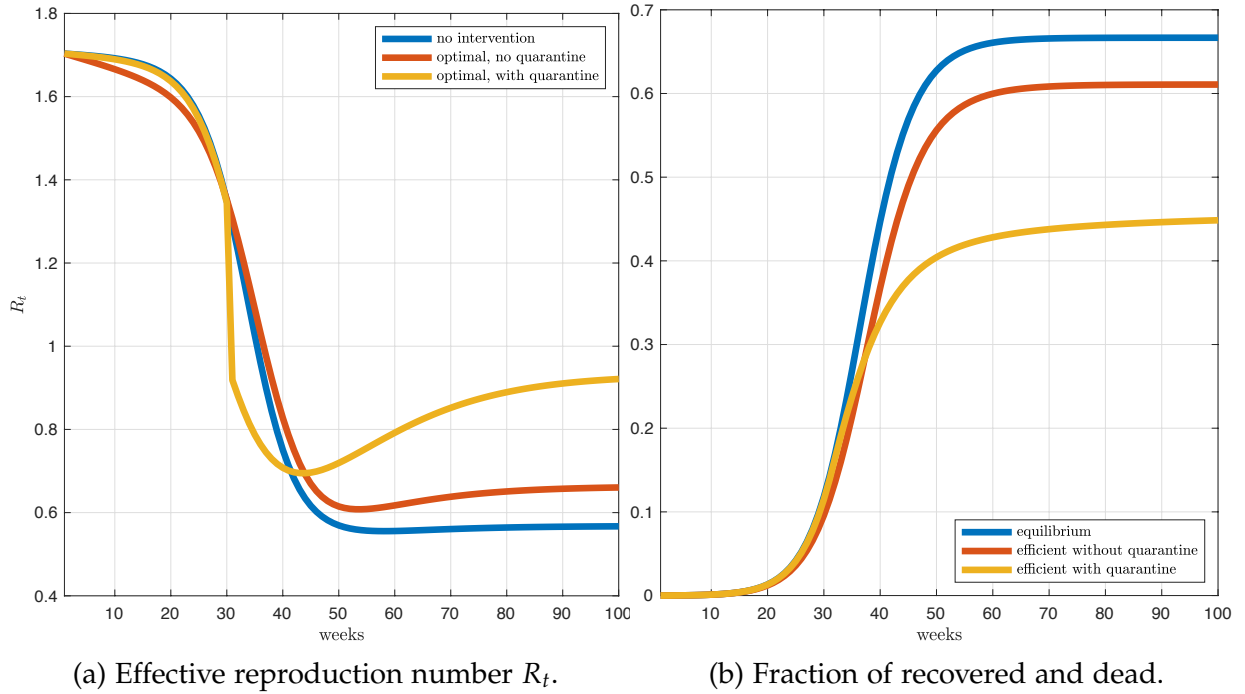 1.8
1.6
1.4
1.2
1
0.8
0.6
0.4
R_t
no intervention
optimal, no quarantine
optimal, with quarantine
10 20 30 40 50 60 70 80 90 100
weeks
(a) Effective reproduction number R_t.
0.7
0.6
0.5
0.4
0.3
0.2
0.1
0
equilibrium
efficient without quarantine
efficient with quarantine
10 20 30 40 50 60 70 80 90 100
weeks
(b) Fraction of recovered and dead.